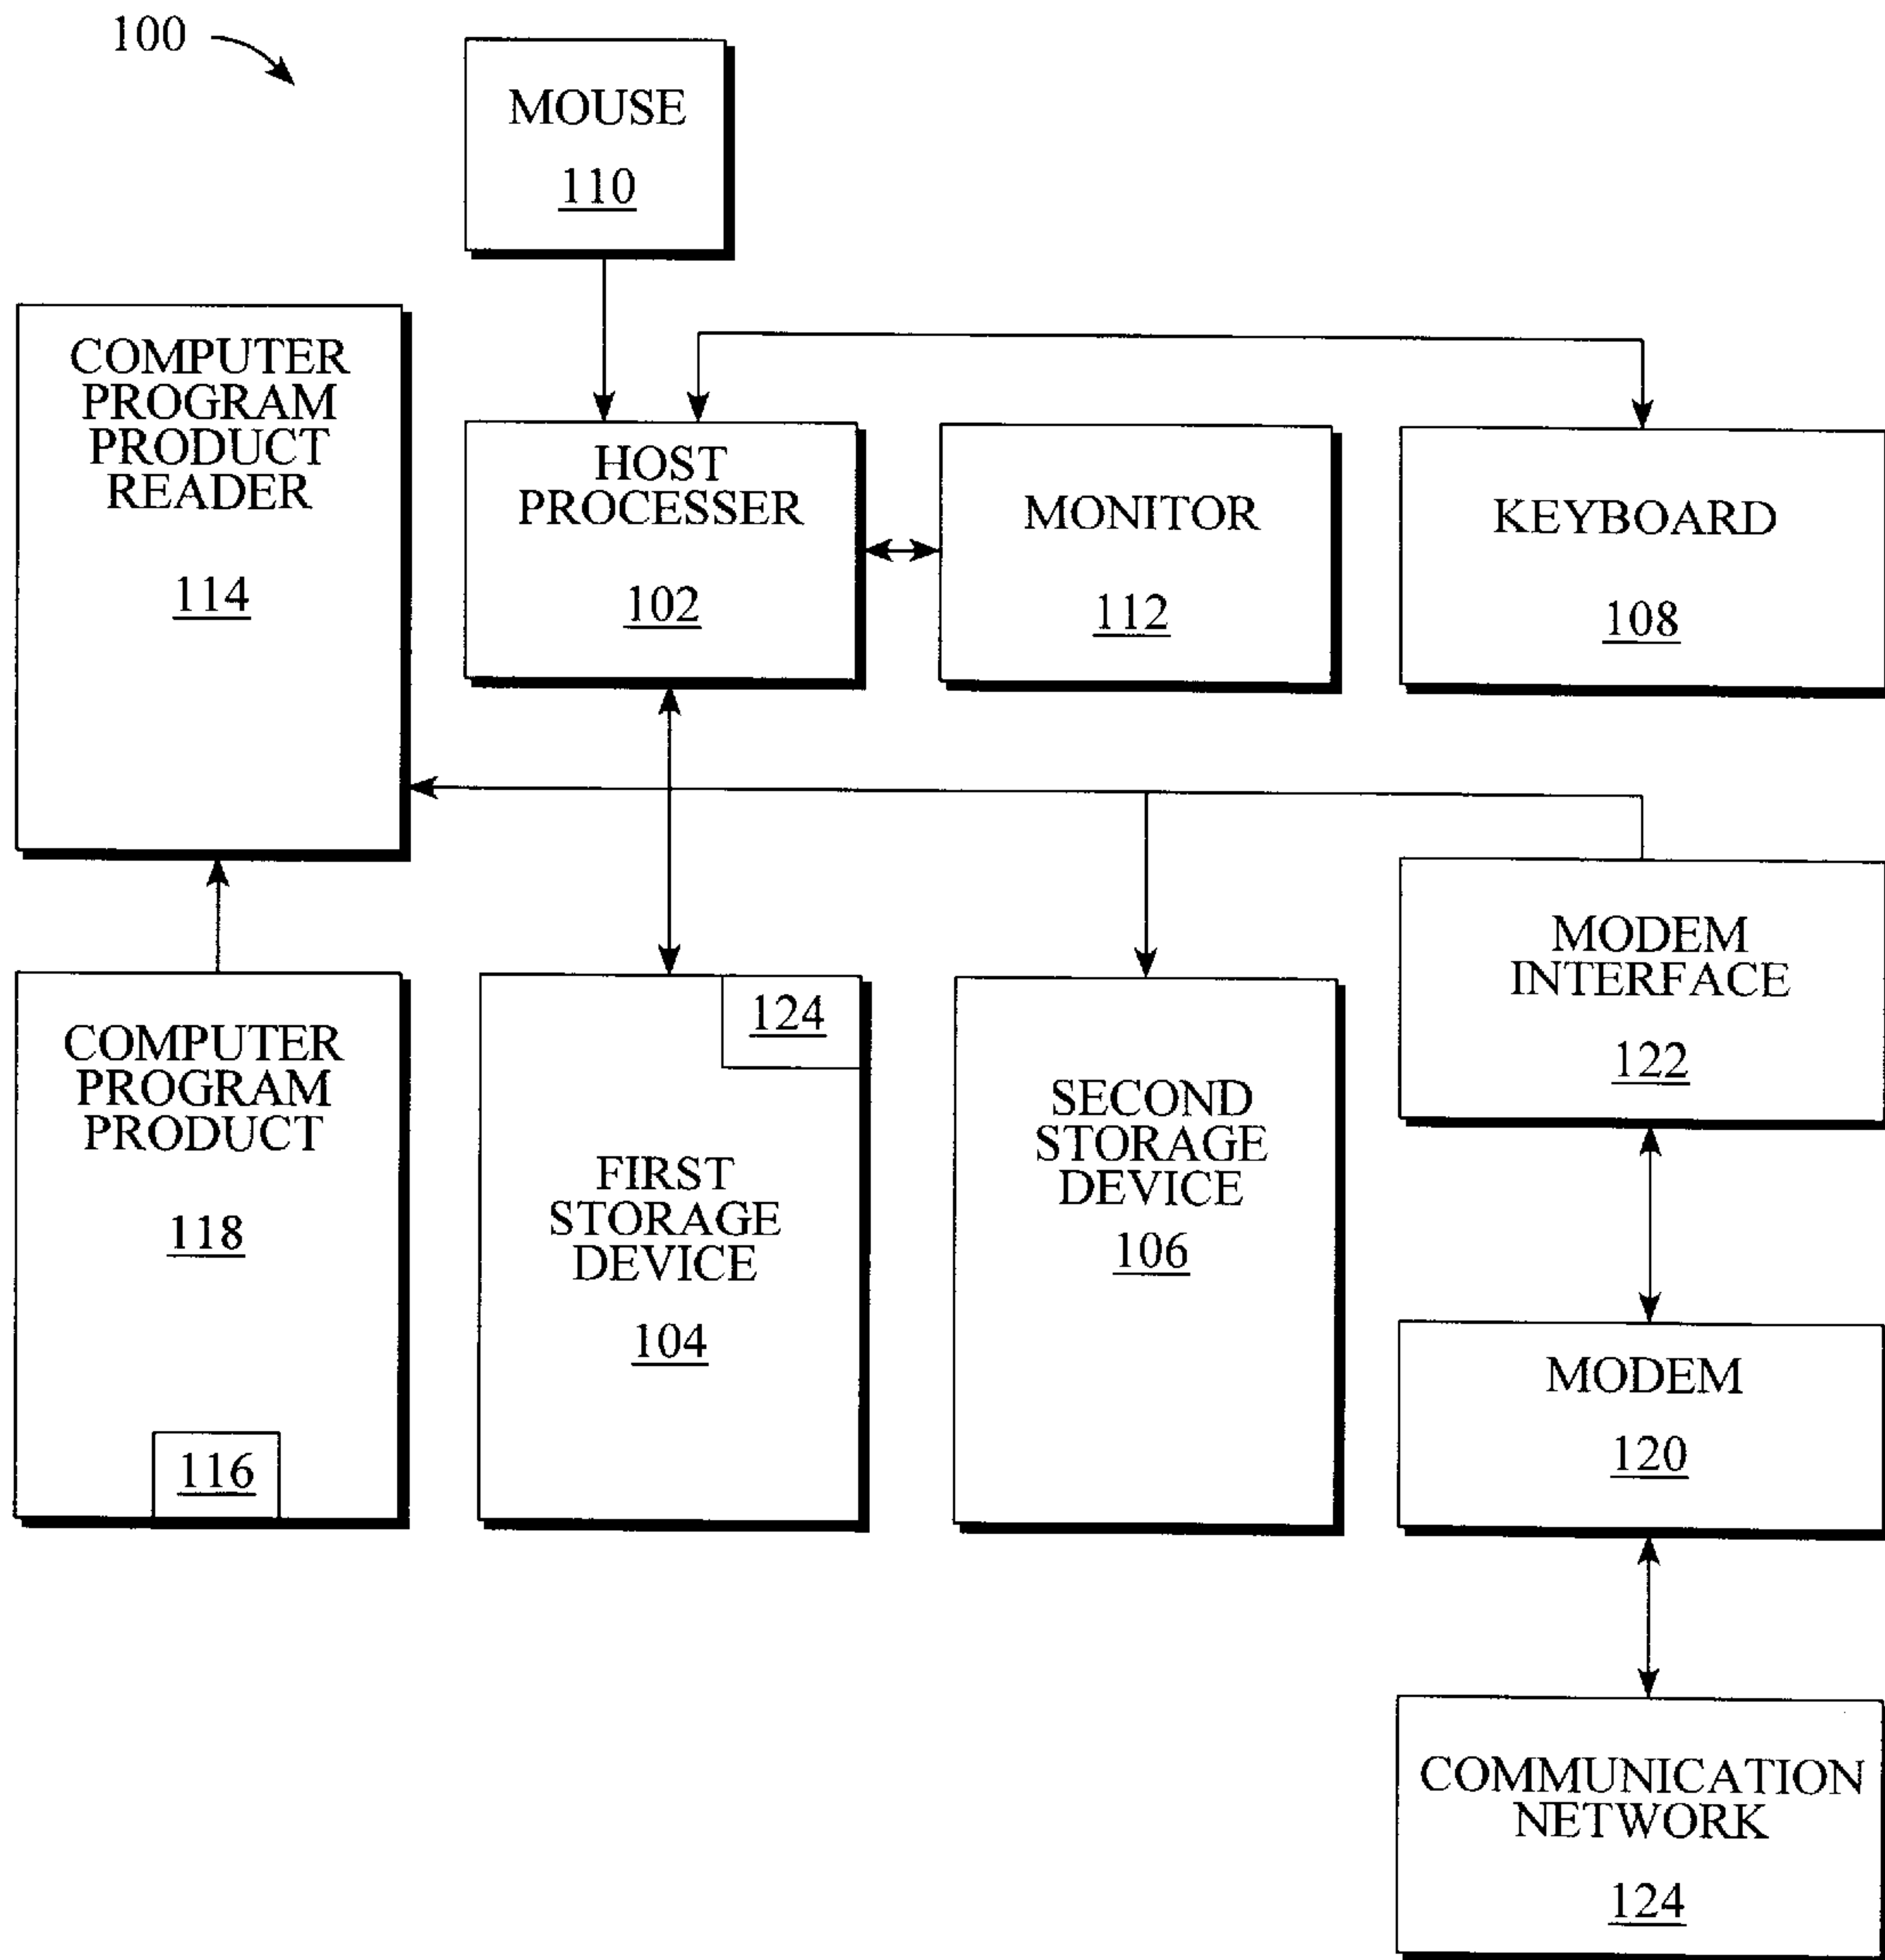 100
MOUSE
110
COMPUTER
PROGRAM
PRODUCT
READER
114
HOST
PROCESSER
102
MONITOR
112
KEYBOARD
108
COMPUTER
PROGRAM
PRODUCT
118
116
124
FIRST
STORAGE
DEVICE
104
SECOND
STORAGE
DEVICE
106
MODEM
INTERFACE
122
MODEM
120
COMMUNICATION
NETWORK
124